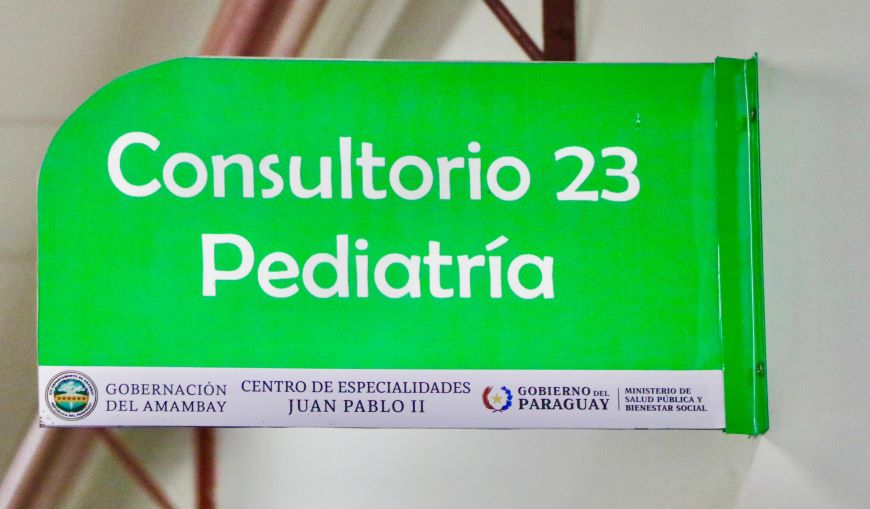 Consultorio 23
Pediatría
GOBERNACIÓN
DEL AMAMBAY
CENTRO DE ESPECIALIDADES
JUAN PABLO II
GOBIERNO DEL
PARAGUAY
MINISTERIO DE
SALUD PÚBLICA Y
BIENESTAR SOCIAL